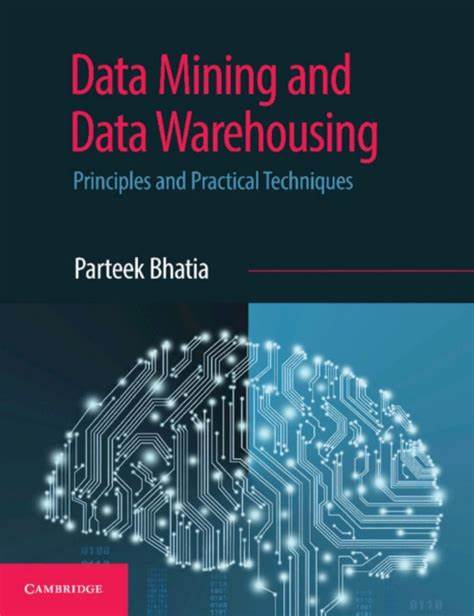 Data Mining and
Data Warehousing
Principles and Practical Techniques
Parteek Bhatia
CAMBRIDGE